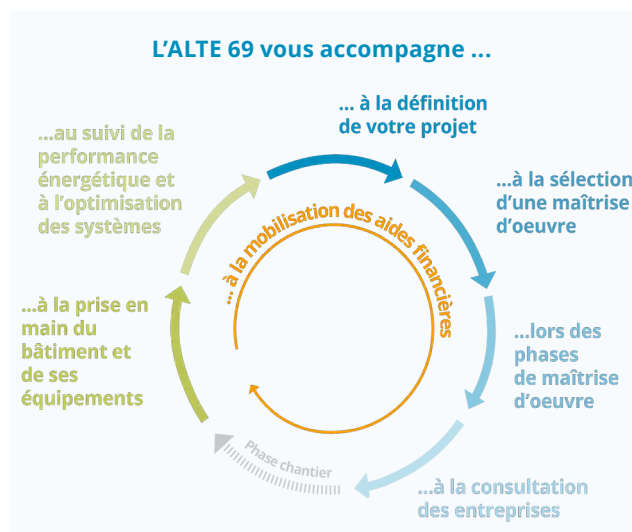 L'ALTE 69 vous accompagne ...
... à la définition
de votre projet
...à la sélection
d'une maîtrise
d'oeuvre
...lors des
phases
de maîtrise
d'oeuvre
...à la consultation
des entreprises
Phase chantier
...à la prise en
main du
bâtiment et
de ses
équipements
...au suivi de la
performance
énergétique et
à l'optimisation
des systèmes
... à la mobilisation des aides financières